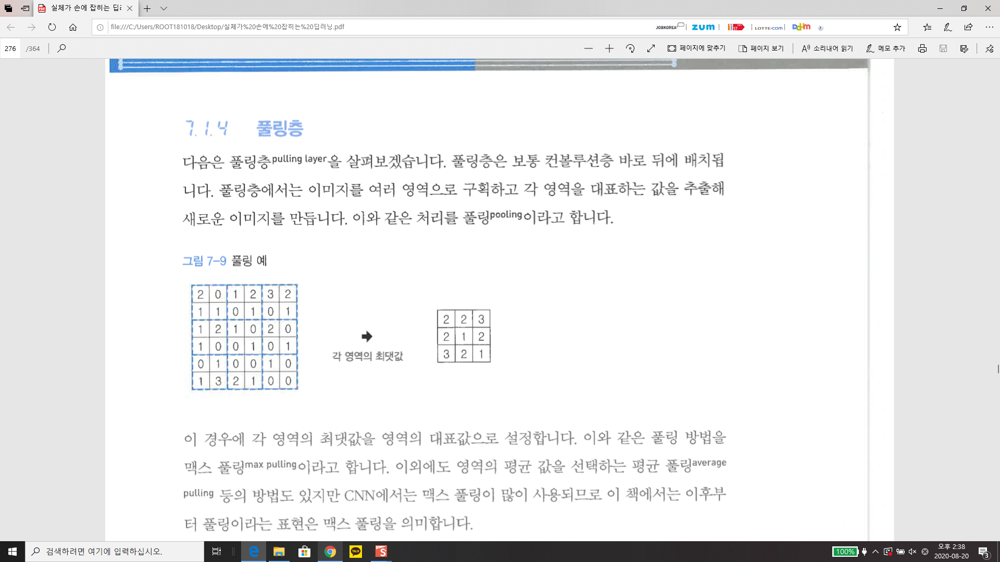 실체가 손에 잡히는 딥러
file:///C:/Users/ROOT181018/Desktop/실체가%20손에%20잡히는%20딥러닝.pdf
JOBKOREA zum 11ST LOTTE.COM Daum
276 /364 페이지에 맞추기 페이지 보기 소리내어 읽기 메모 추가
7.1.4 풀링층
다음은 풀링층pulling layer을 살펴보겠습니다. 풀링층은 보통 컨볼루션층 바로 뒤에 배치됩
니다. 풀링층에서는 이미지를 여러 영역으로 구획하고 각 영역을 대표하는 값을 추출해
새로운 이미지를 만듭니다. 이와 같은 처리를 풀링pooling이라고 합니다.
그림 7-9 풀링 예
2 0 1 2 3 2
1 1 0 1 0 1
1 2 1 0 2 0
1 0 0 1 0 1
0 1 0 0 1 0
1 3 2 1 0 0
각 영역의 최댓값
2 2 3
2 1 2
3 2 1
이 경우에 각 영역의 최댓값을 영역의 대표값으로 설정합니다. 이와 같은 풀링 방법을
맥스 풀링max pulling이라고 합니다. 이외에도 영역의 평균 값을 선택하는 평균 풀링average
pulling 등의 방법도 있지만 CNN에서는 맥스 풀링이 많이 사용되므로 이 책에서는 이후부
터 풀링이라는 표현은 맥스 풀링을 의미합니다.
검색하려면 여기에 입력하십시오.
TALK
100%
오후 2:38
2020-08-20
3